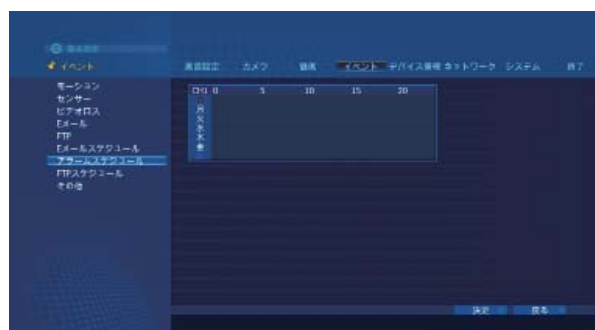 イベント
画面設定 カメラ 録画 イベント デバイス管理 ネットワーク システム 終了
モーション
センサー
ビデオロス
Eメール
FTP
Eメールスケジュール
アラームスケジュール
FTPスケジュール
その他
CH1 0 5 10 15 20
月
火
水
木
金
決定 戻る